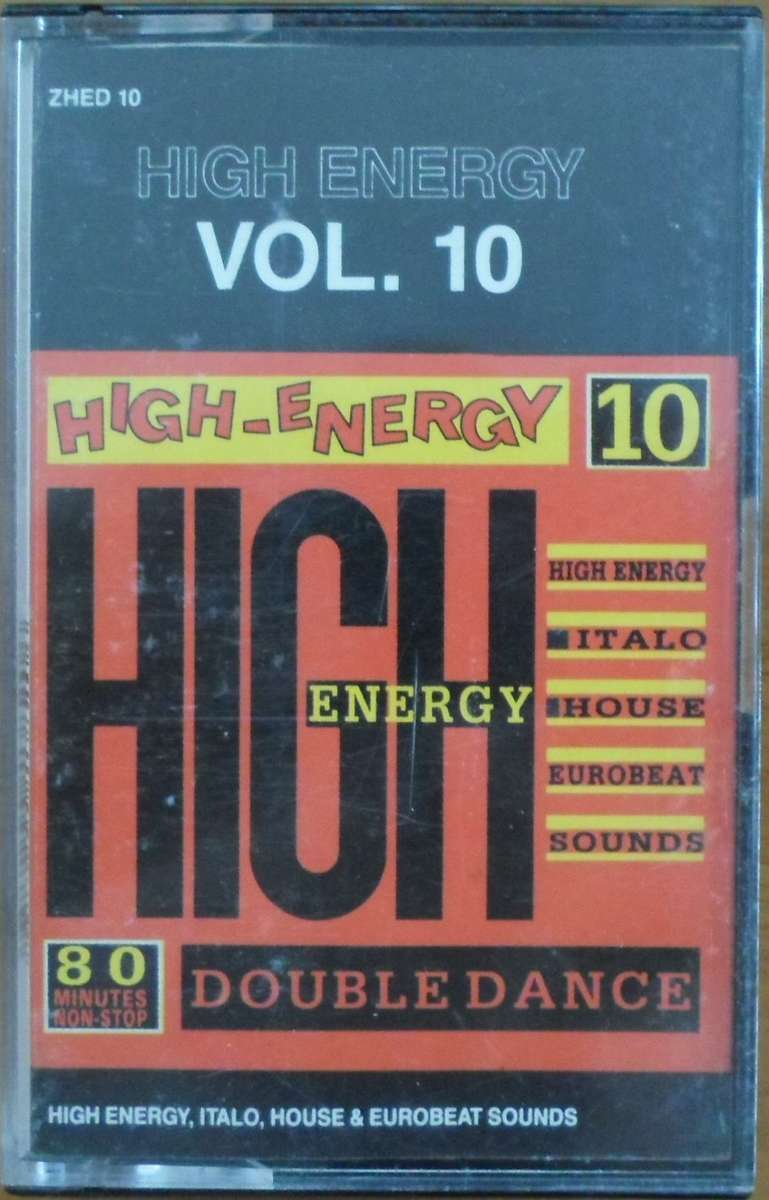 ZHED 10
HIGH ENERGY
VOL. 10
HIGH-ENERGY
10
HIGH
ENERGY
HIGH ENERGY
ITALO
HOUSE
EUROBEAT
SOUNDS
80
MINUTES
NON-STOP
DOUBLE DANCE
HIGH ENERGY, ITALO, HOUSE & EUROBEAT SOUNDS